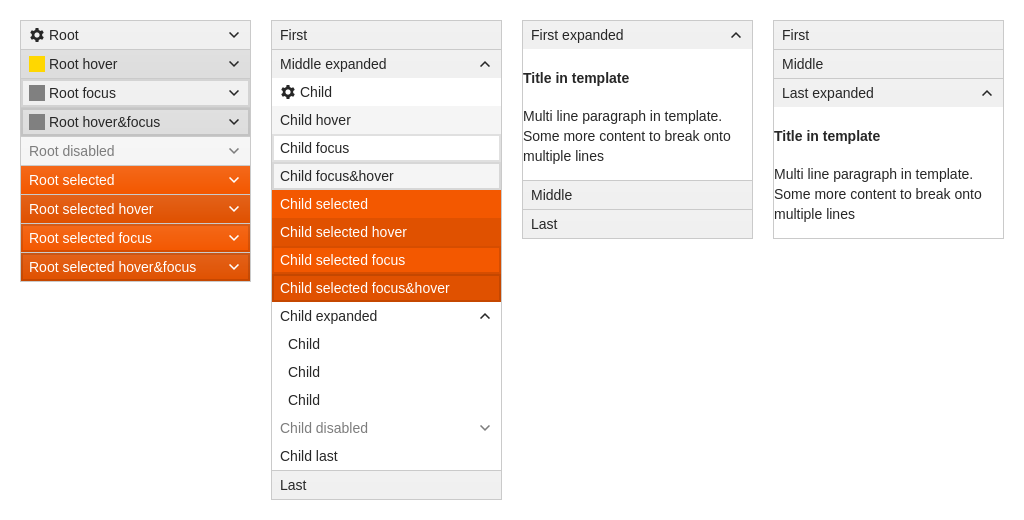 Root
Root hover
Root focus
Root hover&focus
Root disabled
Root selected
Root selected hover
Root selected focus
Root selected hover&focus
First
Middle expanded
Child
Child hover
Child focus
Child focus&hover
Child selected
Child selected hover
Child selected focus
Child selected focus&hover
Child expanded
Child
Child
Child
Child disabled
Child last
Last
First expanded
Title in template
Multi line paragraph in template.
Some more content to break onto
multiple lines
Middle
Last
First
Middle
Last expanded
Title in template
Multi line paragraph in template.
Some more content to break onto
multiple lines